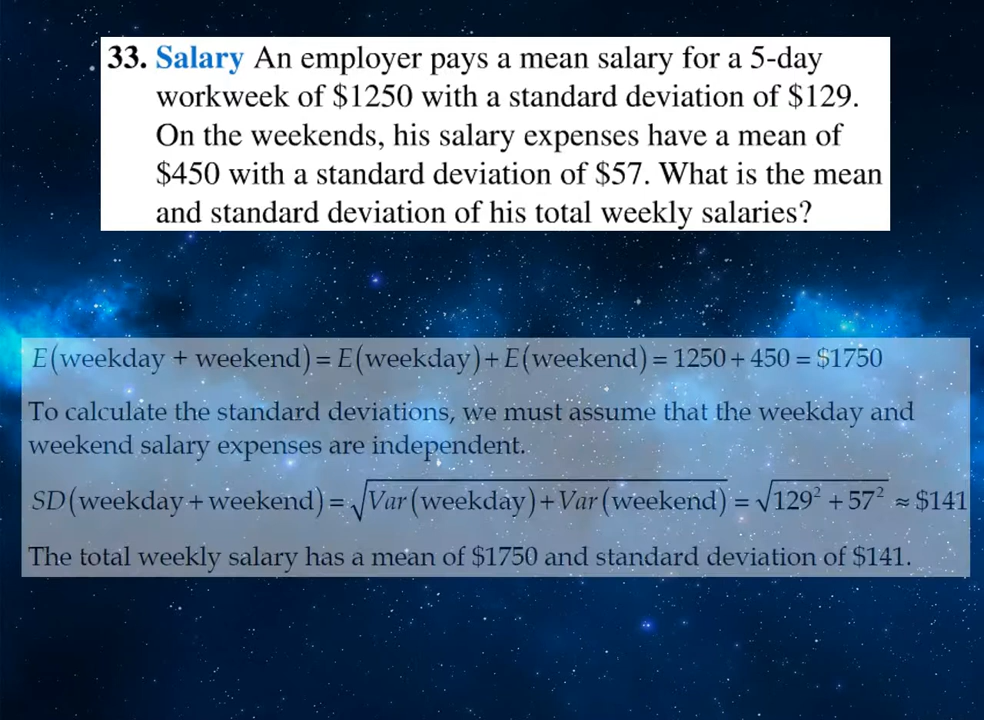 33. Salary An employer pays a mean salary for a 5-day
workweek of $1250 with a standard deviation of $129.
On the weekends, his salary expenses have a mean of
$450 with a standard deviation of $57. What is the mean
and standard deviation of his total weekly salaries?
E(weekday + weekend) = E(weekday) + E(weekend) = 1250 + 450 = $1750
To calculate the standard deviations, we must assume that the weekday and
weekend salary expenses are independent.
SD(weekday + weekend) = √Var(weekday) + Var(weekend) = √129² + 57² ≈ $141
The total weekly salary has a mean of $1750 and standard deviation of $141.